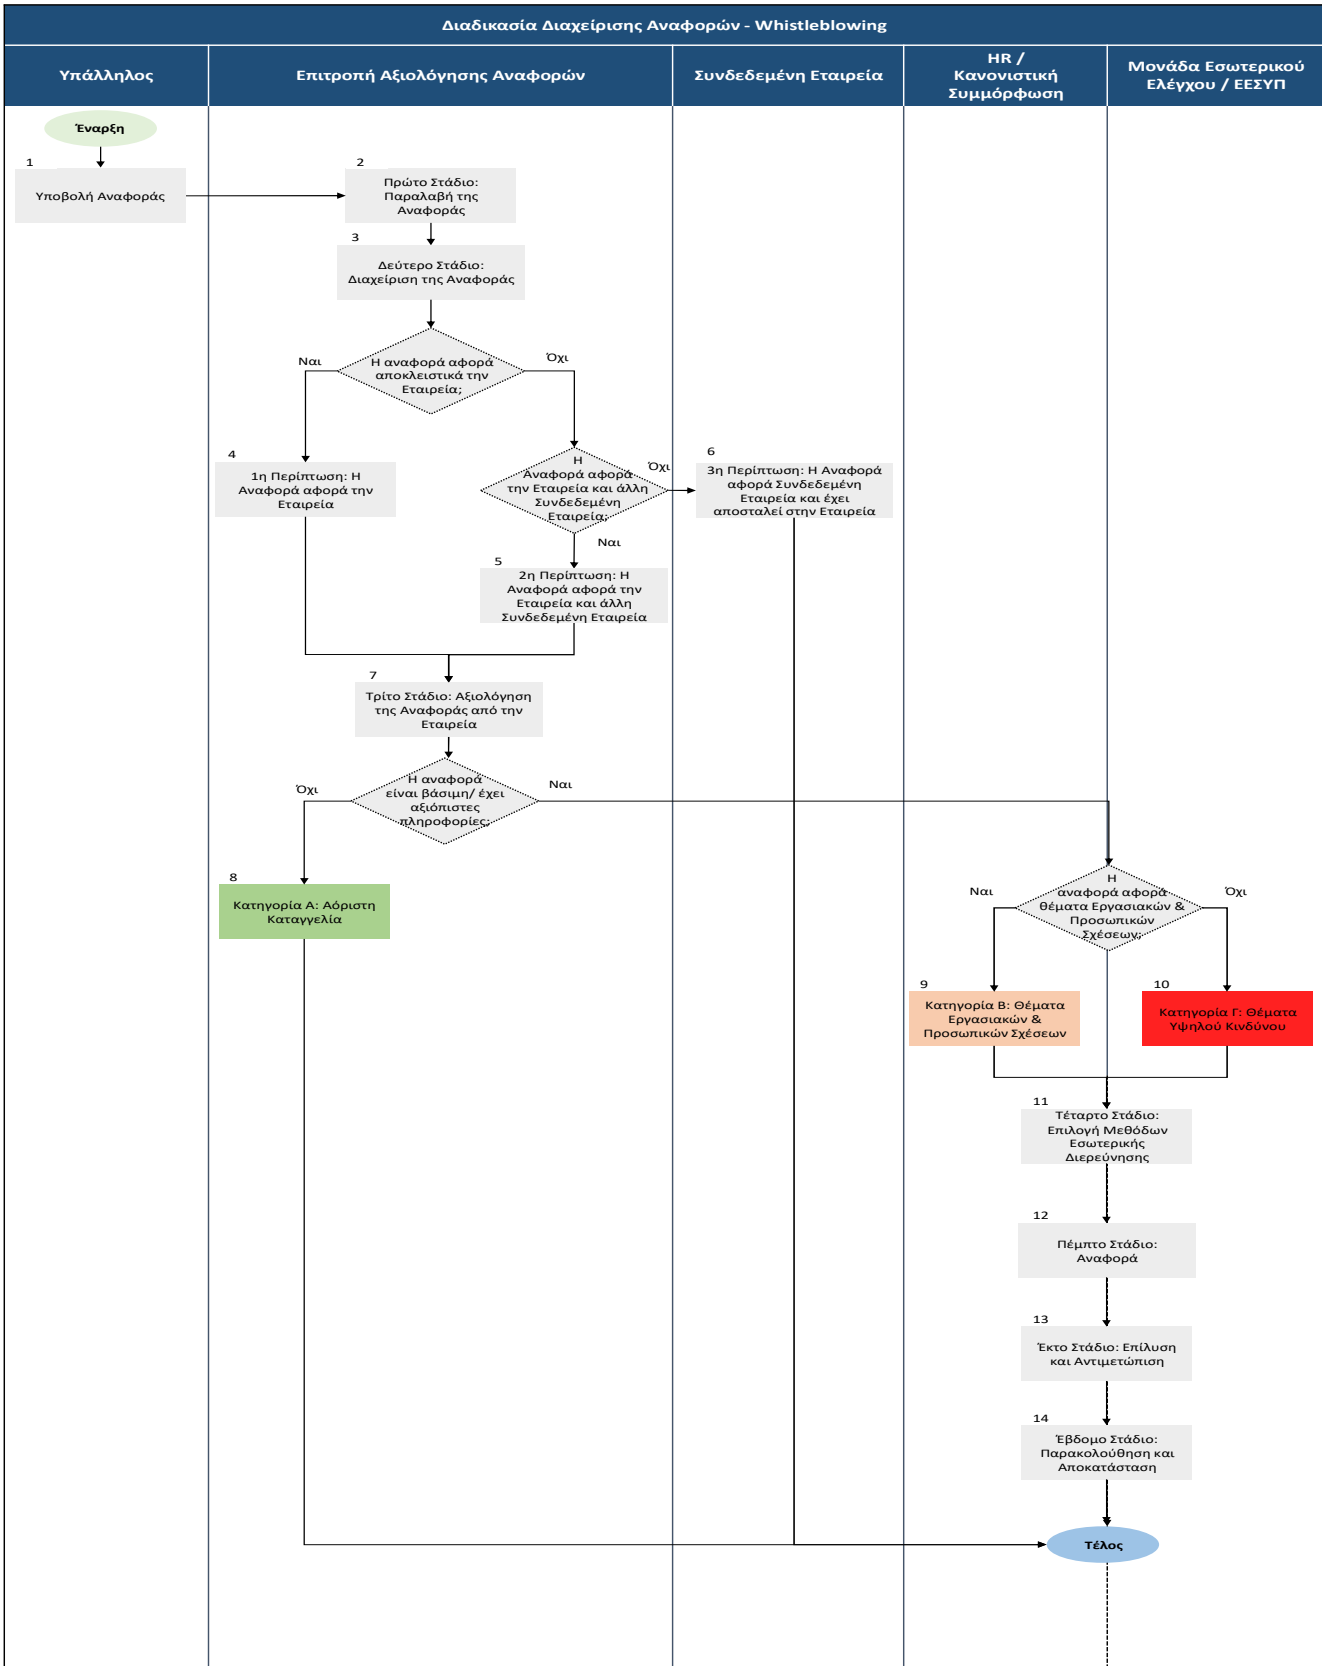 Διαδικασία Διαχείρισης Αναφορών - Whistleblowing
Υπάλληλος
Επιτροπή Αξιολόγησης Αναφορών
Συνδεδεμένη Εταιρεία
HR /
Κανονιστική
Συμμόρφωση
Μονάδα Εσωτερικού
Ελέγχου / ΕΕΣΥΠ
Έναρξη
1
Υποβολή Αναφοράς
2
Πρώτο Στάδιο:
Παραλαβή της
Αναφοράς
3
Δεύτερο Στάδιο:
Διαχείριση της Αναφοράς
Η αναφορά αφορά
αποκλειστικά την
Εταιρεία;
Ναι
Όχι
4
1η Περίπτωση: Η
Αναφορά αφορά την
Εταιρεία
Η
Αναφορά αφορά
την Εταιρεία και άλλη
Συνδεδεμένη
Εταιρεία;
Όχι
Ναι
6
3η Περίπτωση: Η Αναφορά
αφορά Συνδεδεμένη
Εταιρεία και έχει
αποσταλεί στην Εταιρεία
5
2η Περίπτωση: Η
Αναφορά αφορά την
Εταιρεία και άλλη
Συνδεδεμένη Εταιρεία
7
Τρίτο Στάδιο: Αξιολόγηση
της Αναφοράς από την
Εταιρεία
Η αναφορά
είναι βάσιμη/ έχει
αξιόπιστες
πληροφορίες;
Όχι
Ναι
8
Κατηγορία Α: Αόριστη
Καταγγελία
Η
αναφορά αφορά
θέματα Εργασιακών &
Προσωπικών
Σχέσεων;
Ναι
Όχι
9
Κατηγορία Β: Θέματα
Εργασιακών &
Προσωπικών Σχέσεων
10
Κατηγορία Γ: Θέματα
Υψηλού Κινδύνου
11
Τέταρτο Στάδιο:
Επιλογή Μεθόδων
Εσωτερικής
Διερεύνησης
12
Πέμπτο Στάδιο:
Αναφορά
13
Έκτο Στάδιο: Επίλυση
και Αντιμετώπιση
14
Έβδομο Στάδιο:
Παρακολούθηση και
Αποκατάσταση
Τέλος